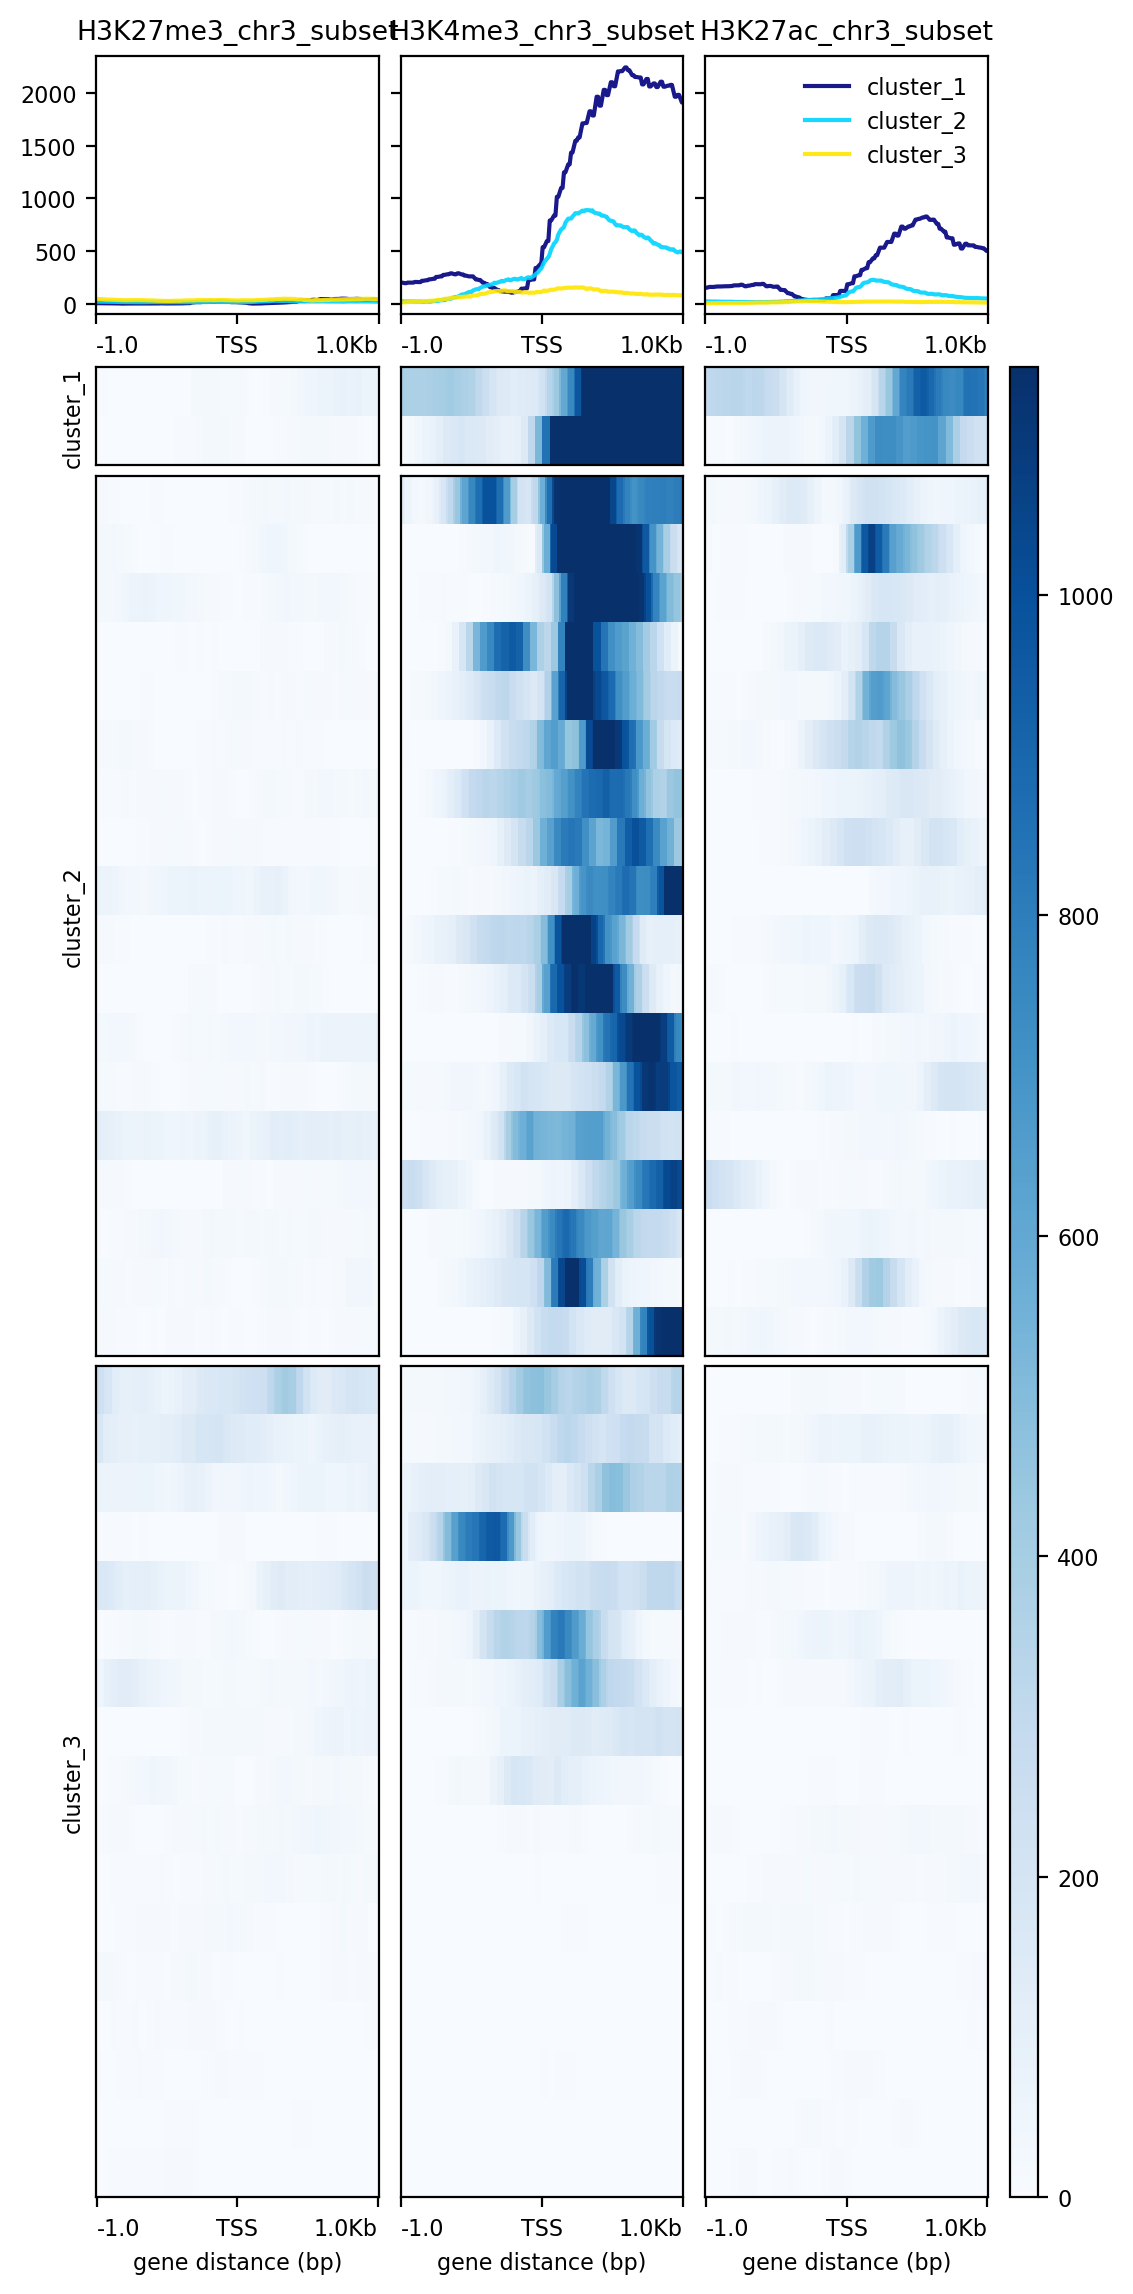 H3K27me3_chr3_subset H3K4me3_chr3_subset H3K27ac_chr3_subset
2000
1500
1000
500
0
cluster_1
cluster_2
cluster_3
-1.0 TSS 1.0Kb -1.0 TSS 1.0Kb -1.0 TSS 1.0Kb
cluster_1
cluster_2
cluster_3
1000
800
600
400
200
0
-1.0 TSS 1.0Kb -1.0 TSS 1.0Kb -1.0 TSS 1.0Kb
gene distance (bp) gene distance (bp) gene distance (bp)